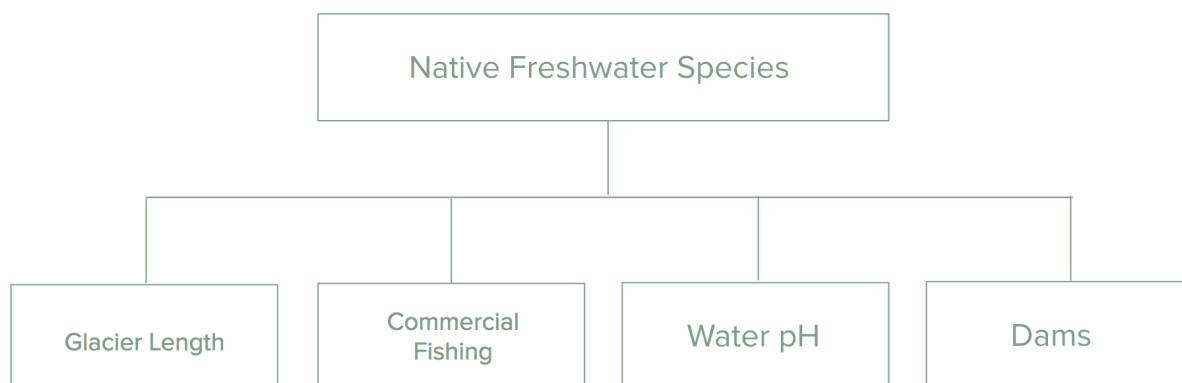 Native Freshwater Species
Glacier Length
Commercial
Fishing
Water pH
Dams